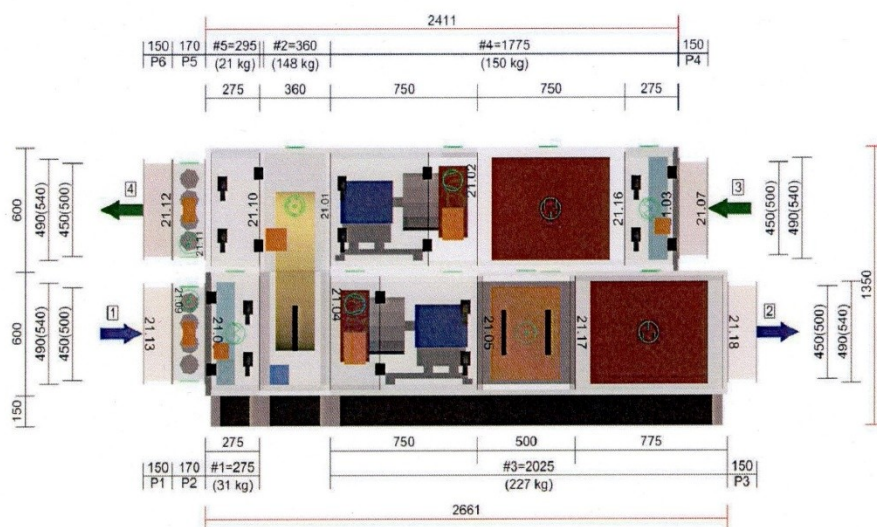 2411
150 170 #5=295 #2=360 #4=1775 150
P6 P5 (21 kg) (148 kg) (150 kg) P4
275 360 750 750 275
600 490(540) 450(500)
4 21.12 21.11 21.10 21.01 21.02 21.16 1.03 21.07 3
450(500) 490(540)
1350
600 490(540) 450(500)
1 21.13 21.09 21.0 21.04 21.05 21.17 21.18 2
450(500) 490(540)
150
275 750 500 775
150 170 #1=275 #3=2025 150
P1 P2 (31 kg) (227 kg) P3
2661